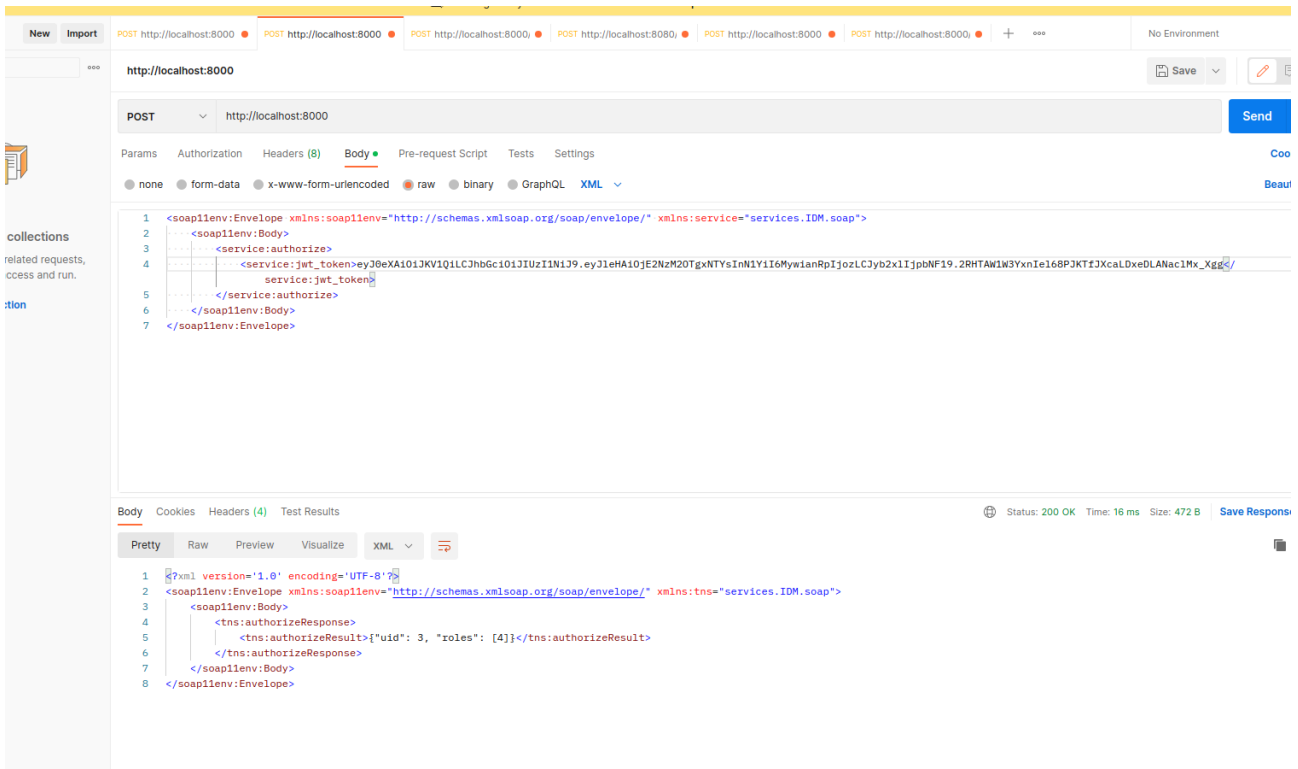 New Import POST http://localhost:8000 POST http://localhost:8000 POST http://localhost:8000/ POST http://localhost:8080/ POST http://localhost:8000 POST http://localhost:8000/ + ooo No Environment
ooo http://localhost:8000 Save
POST http://localhost:8000 Send
Params Authorization Headers (8) Body Pre-request Script Tests Settings Coo
none form-data x-www-form-urlencoded raw binary GraphQL XML Beaut
1 <soap11env:Envelope xmlns:soap11env="http://schemas.xmlsoap.org/soap/envelope/" xmlns:service="services.IDM.soap">
collections
2 <soap11env:Body>
3 <service:authorize>
related requests,
4 <service:jwt_token>eyJ0eXAiOiJKV1QiLCJhbGciOiJIUzI1NiJ9.eyJleHAiOjE2NzM2OTgxNTYsInN1YiI6MywianRpIjozLCJyb2xlIjpbNF19.2RHTAW1W3YxnIel68PJKTfJXcaLDxeDLANaclMx_Xgg</
access and run.
service:jwt_token>
5 </service:authorize>
ction
6 </soap11env:Body>
7 </soap11env:Envelope>
Body Cookies Headers (4) Test Results Status: 200 OK Time: 16 ms Size: 472 B Save Response
Pretty Raw Preview Visualize XML
1 <?xml version='1.0' encoding='UTF-8'?>
2 <soap11env:Envelope xmlns:soap11env="http://schemas.xmlsoap.org/soap/envelope/" xmlns:tns="services.IDM.soap">
3 <soap11env:Body>
4 <tns:authorizeResponse>
5 <tns:authorizeResult>{"uid": 3, "roles": [4]}</tns:authorizeResult>
6 </tns:authorizeResponse>
7 </soap11env:Body>
8 </soap11env:Envelope>